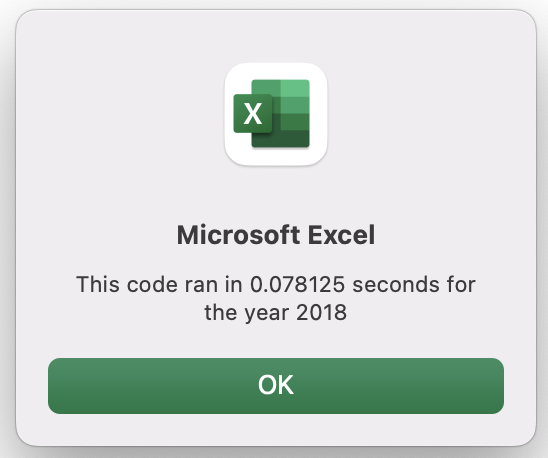 X
Microsoft Excel
This code ran in 0.078125 seconds for
the year 2018
OK